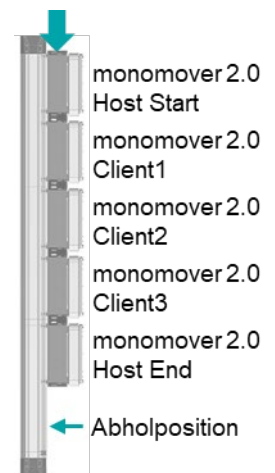 monomover 2.0
Host Start
monomover 2.0
Client1
monomover 2.0
Client2
monomover 2.0
Client3
monomover 2.0
Host End
Abholposition